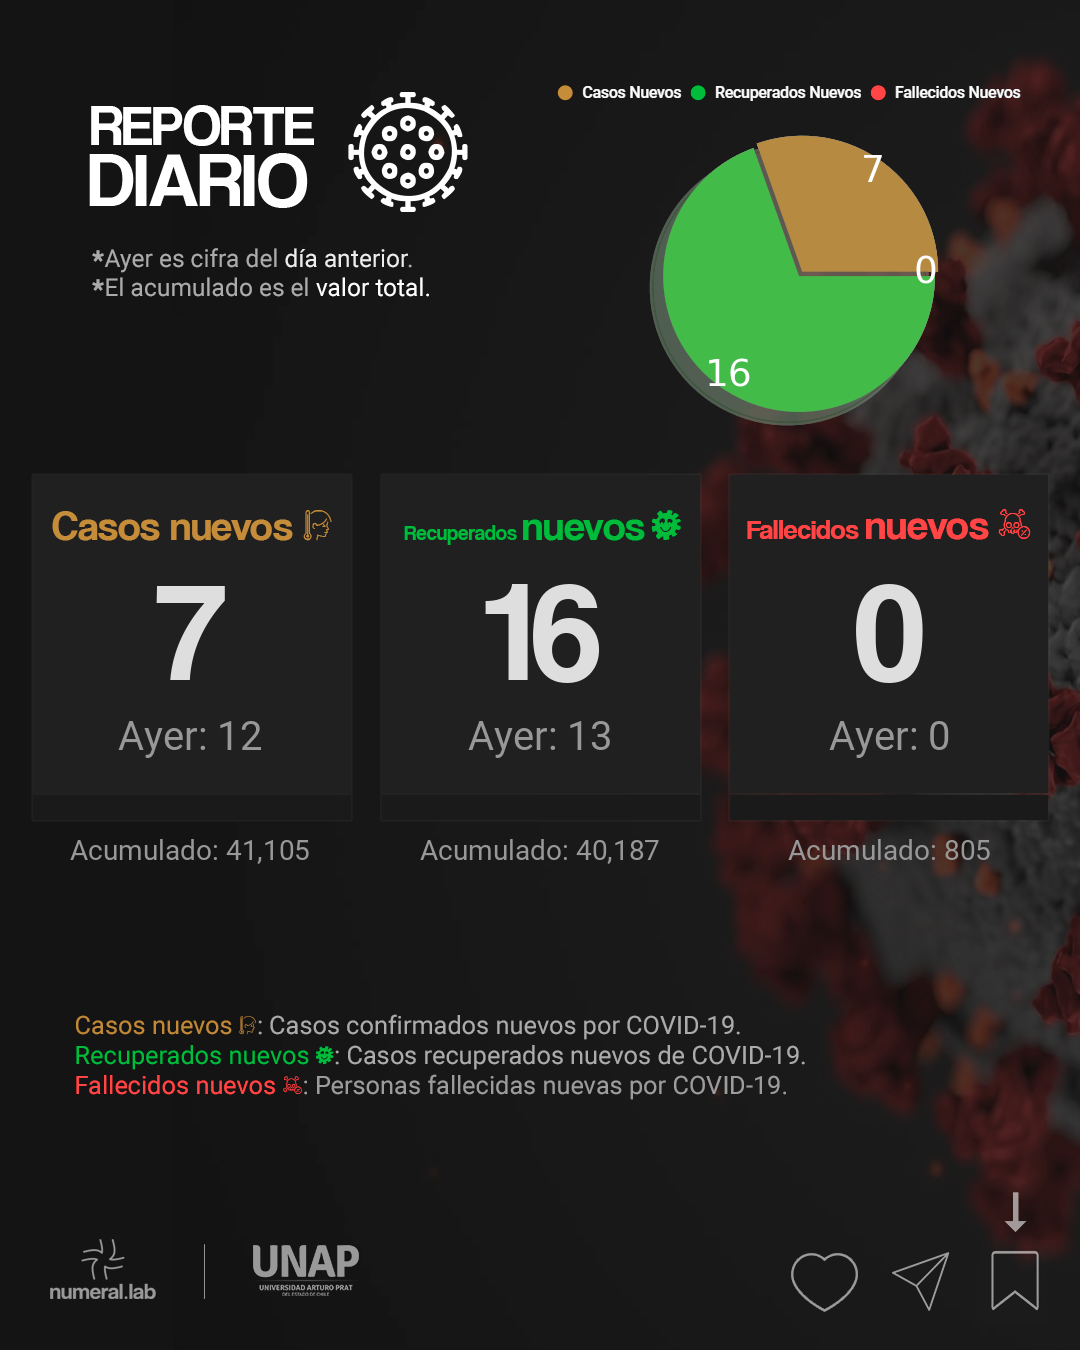 REPORTE
DIARIO
*Ayer es cifra del día anterior.
*El acumulado es el valor total.
Casos Nuevos Recuperados Nuevos Fallecidos Nuevos
7
0
16
Casos nuevos
7
Ayer: 12
Acumulado: 41,105
Recuperados nuevos
16
Ayer: 13
Acumulado: 40,187
Fallecidos nuevos
0
Ayer: 0
Acumulado: 805
Casos nuevos : Casos confirmados nuevos por COVID-19.
Recuperados nuevos : Casos recuperados nuevos de COVID-19.
Fallecidos nuevos : Personas fallecidas nuevas por COVID-19.
numeral.lab
UNAP
UNIVERSIDAD ARTURO PRAT
DEL ESTADO DE CHILE